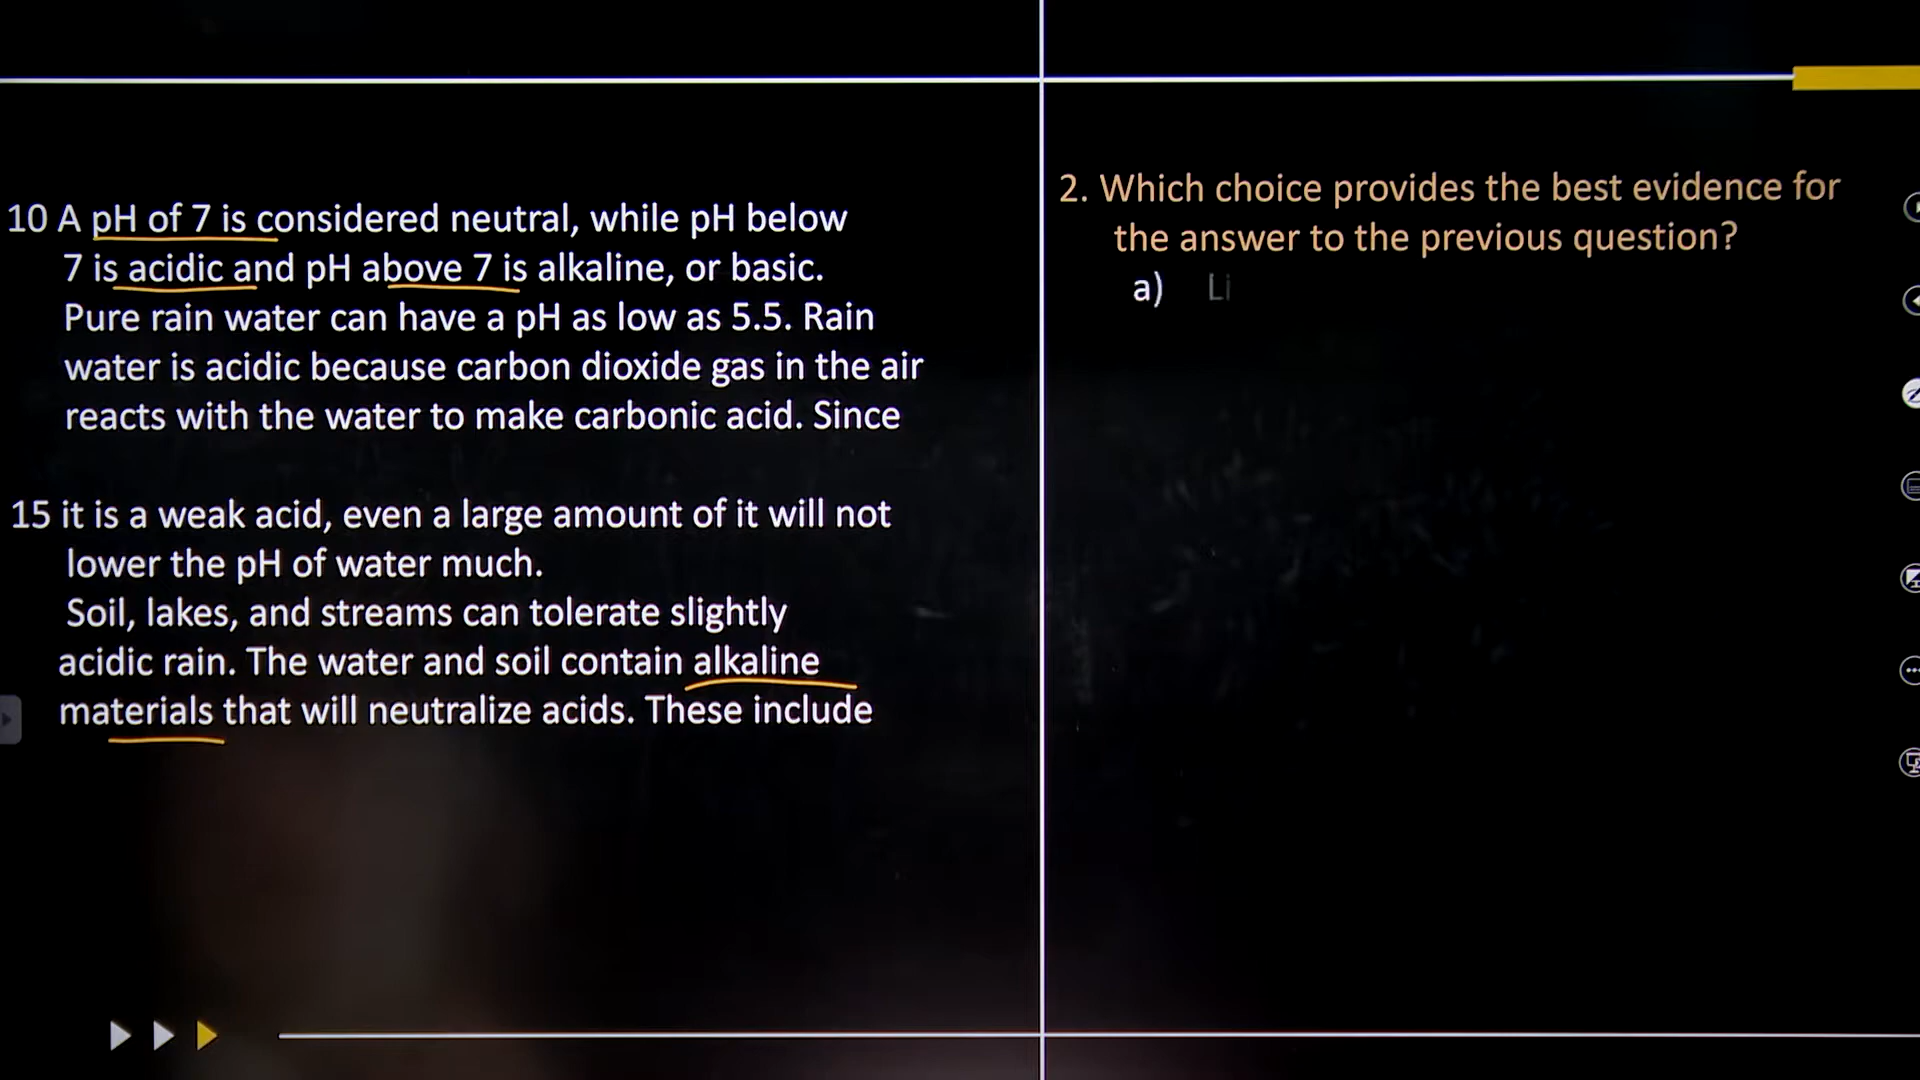 10 A pH of 7 is considered neutral, while pH below
7 is acidic and pH above 7 is alkaline, or basic.
Pure rain water can have a pH as low as 5.5. Rain
water is acidic because carbon dioxide gas in the air
reacts with the water to make carbonic acid. Since
15 it is a weak acid, even a large amount of it will not
lower the pH of water much.
Soil, lakes, and streams can tolerate slightly
acidic rain. The water and soil contain alkaline
materials that will neutralize acids. These include
2. Which choice provides the best evidence for
the answer to the previous question?
a) Li